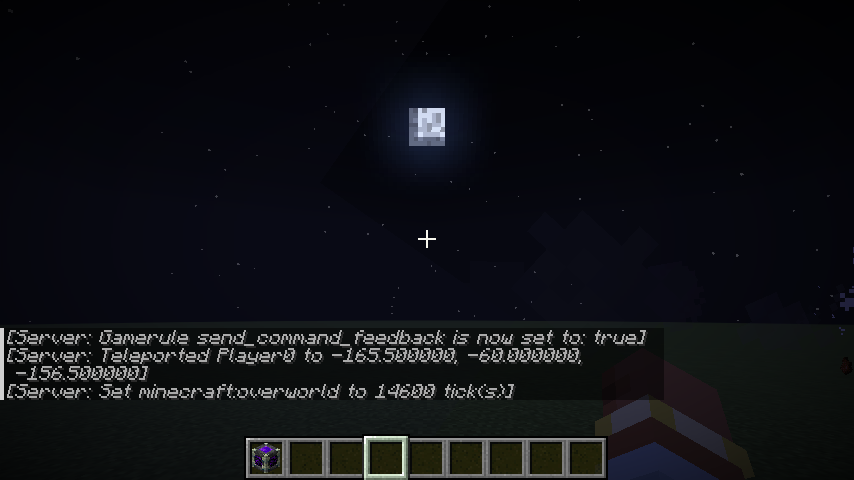 [Server: Gamerule send_command_feedback is now set to: true]
[Server: Teleported Player0 to -165.500000, -60.000000,
-156.500000]
[Server: Set minecraft:overworld to 14600 tick(s)]